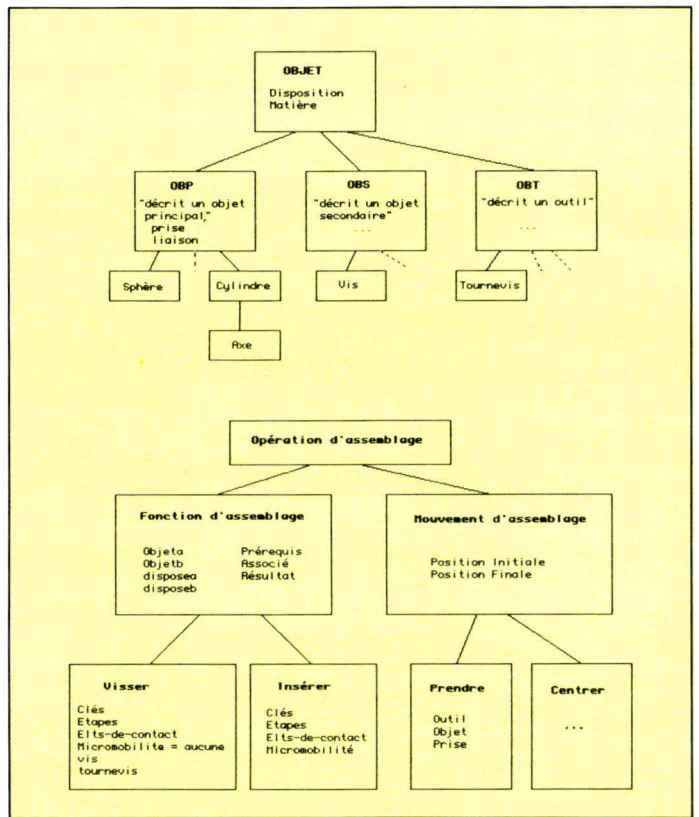 OBJET
Disposition
Matière
OBP
"décrit un objet
principal,"
prise
liaison
OBS
"décrit un objet
secondaire"
...
OBT
"décrit un outil"
...
Sphère
Cylindre
Vis
Tournevis
Axe
Opération d'assemblage
Fonction d'assemblage
Objeta
Objetb
disposea
disposeb
Prérequis
Associé
Résultat
Mouvement d'assemblage
Position Initiale
Position Finale
Visser
Clés
Etapes
Elts-de-contact
Micromobilite = aucune
vis
tournevis
Insérer
Clés
Etapes
Elts-de-contact
Micromobilité
Prendre
Outil
Objet
Prise
Centrer
...